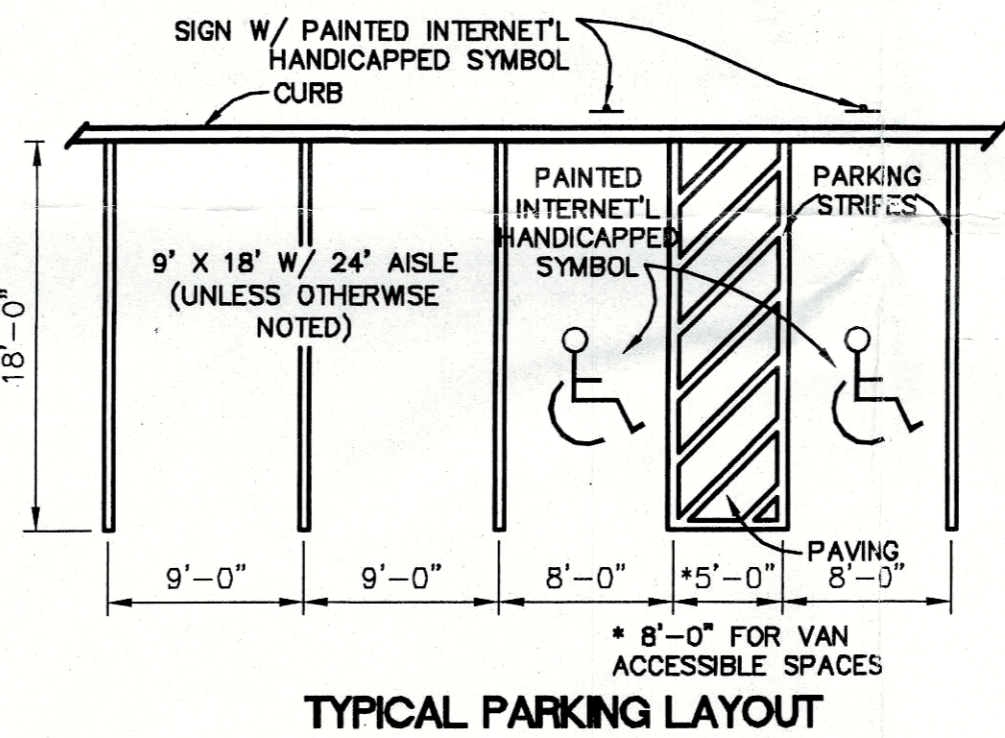 SIGN W/ PAINTED INTERNET'L
HANDICAPPED SYMBOL
CURB
PAINTED
INTERNET'L
HANDICAPPED
SYMBOL
PARKING
STRIPES
9' X 18' W/ 24' AISLE
(UNLESS OTHERWISE
NOTED)
18'-0"
PAVING
9'-0" 9'-0" 8'-0" *5'-0" 8'-0"
* 8'-0" FOR VAN
ACCESSIBLE SPACES
TYPICAL PARKING LAYOUT